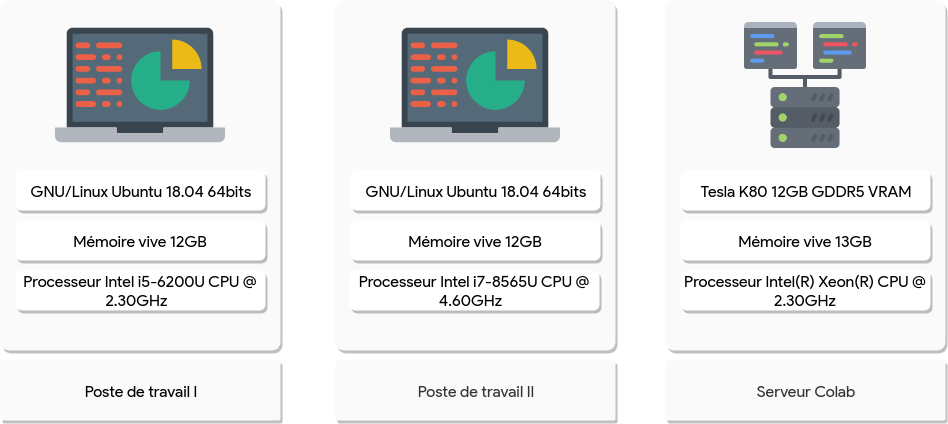 GNU/Linux Ubuntu 18.04 64bits
Mémoire vive 12GB
Processeur Intel i5-6200U CPU @
2.30GHz
Poste de travail I
GNU/Linux Ubuntu 18.04 64bits
Mémoire vive 12GB
Processeur Intel i7-8565U CPU @
4.60GHz
Poste de travail II
Tesla K80 12GB GDDR5 VRAM
Mémoire vive 13GB
Processeur Intel(R) Xeon(R) CPU @
2.30GHz
Serveur Colab